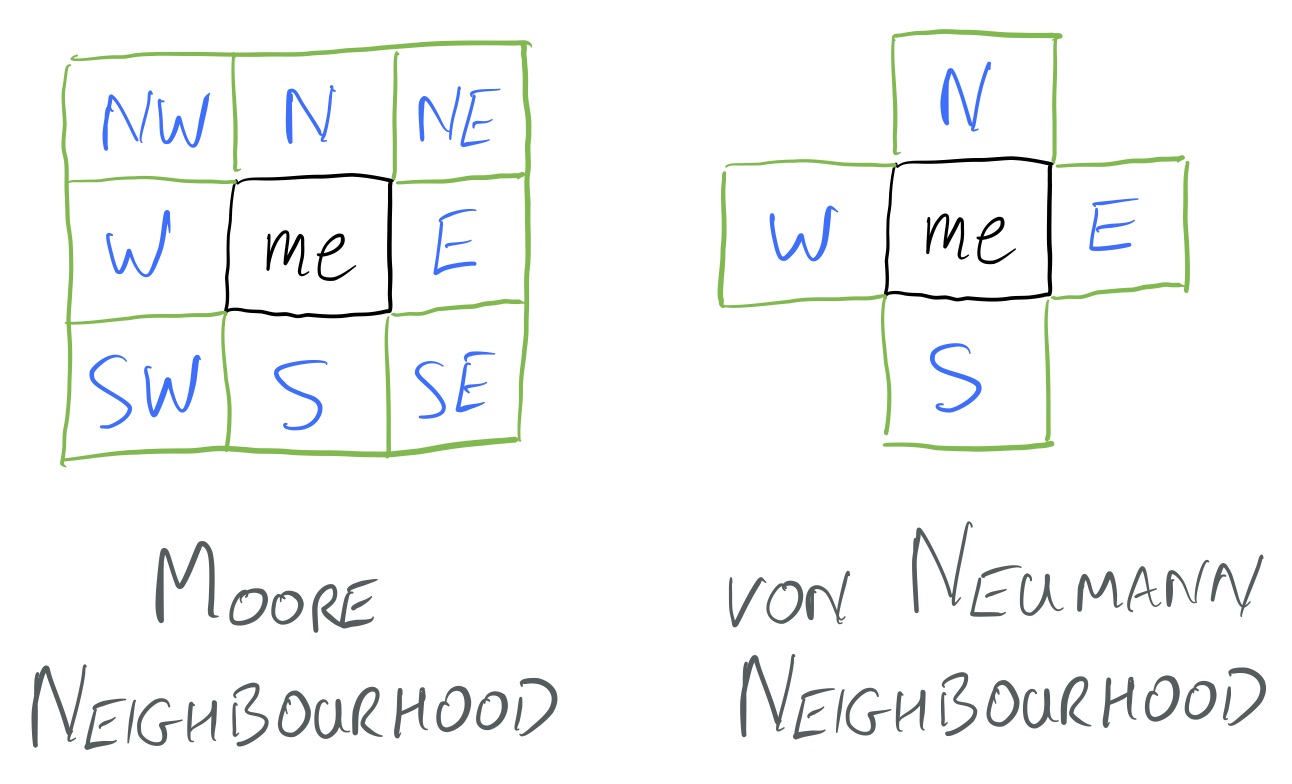 NW N NE
W me E
SW S SE
MOORE
NEIGHBOURHOOD
N
W me E
S
VON NEUMANN
NEIGHBOURHOOD